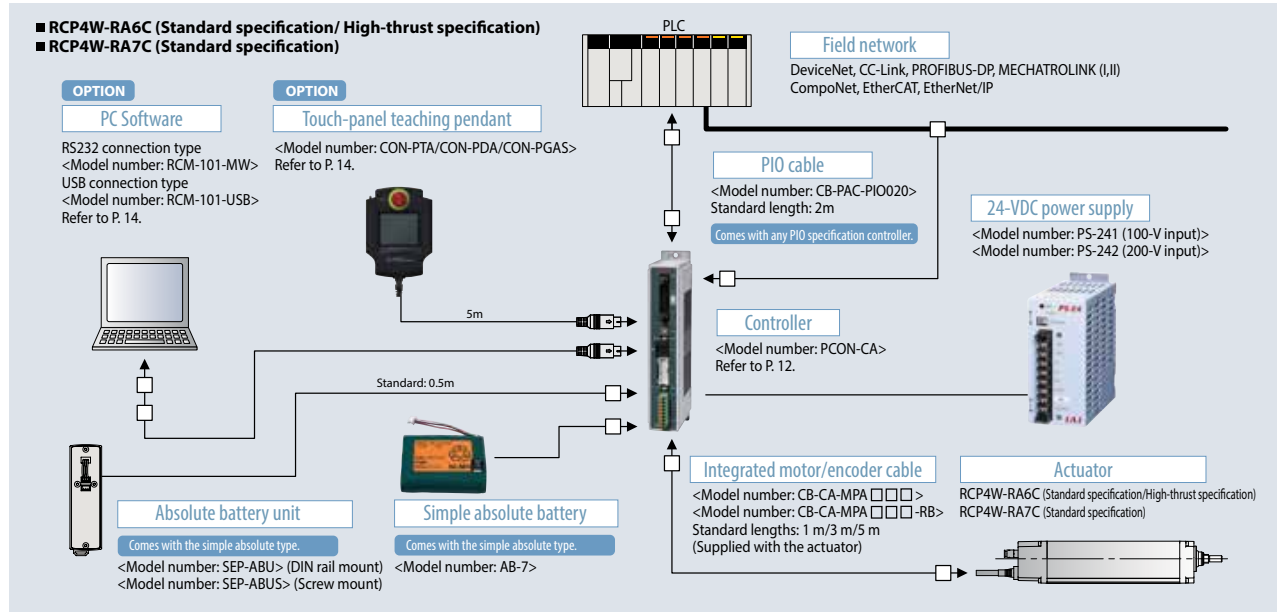 ■ RCP4W-RA6C (Standard specification/ High-thrust specification)
■ RCP4W-RA7C (Standard specification)
PLC
Field network
DeviceNet, CC-Link, PROFIBUS-DP, MECHATROLINK (I,II)
CompoNet, EtherCAT, EtherNet/IP
OPTION
PC Software
RS232 connection type
<Model number: RCM-101-MW>
USB connection type
<Model number: RCM-101-USB>
Refer to P. 14.
OPTION
Touch-panel teaching pendant
<Model number: CON-PTA/CON-PDA/CON-PGAS>
Refer to P. 14.
PIO cable
<Model number: CB-PAC-PIO020>
Standard length: 2m
Comes with any PIO specification controller.
24-VDC power supply
<Model number: PS-241 (100-V input)>
<Model number: PS-242 (200-V input)>
PS-24
IAI
5m
Controller
<Model number: PCON-CA>
Refer to P. 12.
Standard: 0.5m
Absolute battery unit
Comes with the simple absolute type.
<Model number: SEP-ABU> (DIN rail mount)
<Model number: SEP-ABUS> (Screw mount)
Simple absolute battery
Comes with the simple absolute type.
<Model number: AB-7>
Integrated motor/encoder cable
<Model number: CB-CA-MPA □□□>
<Model number: CB-CA-MPA □□□-RB>
Standard lengths: 1 m/3 m/5 m
(Supplied with the actuator)
Actuator
RCP4W-RA6C (Standard specification/High-thrust specification)
RCP4W-RA7C (Standard specification)